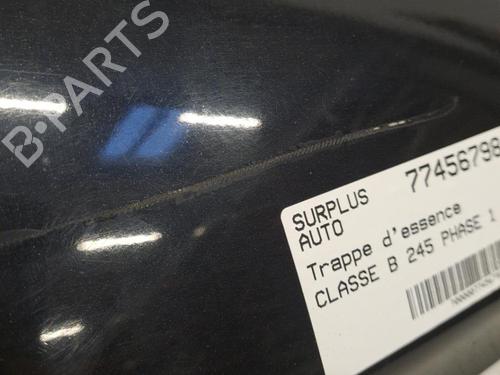 B-PARTS
SURPLUS
AUTO
77456798
Trappe d'essence
CLASSE B 245 PHASE 1